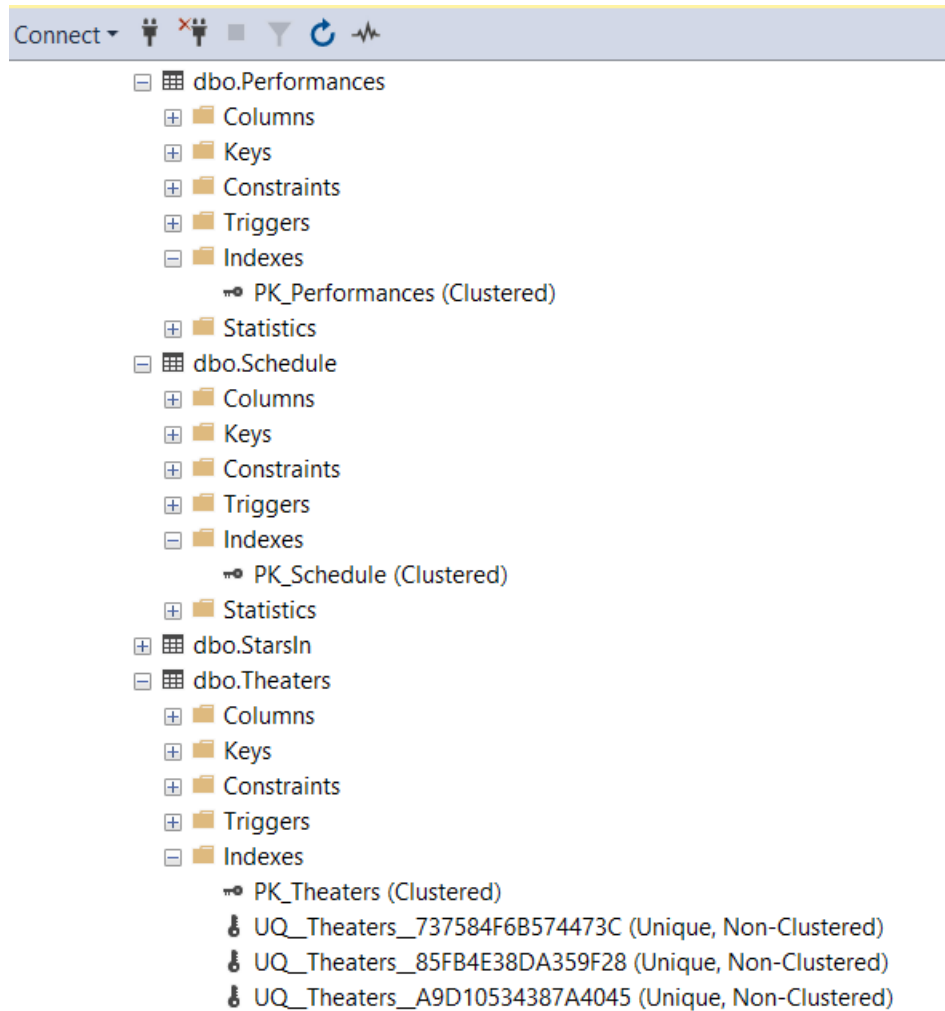 Connect
dbo.Performances
Columns
Keys
Constraints
Triggers
Indexes
PK_Performances (Clustered)
Statistics
dbo.Schedule
Columns
Keys
Constraints
Triggers
Indexes
PK_Schedule (Clustered)
Statistics
dbo.StarsIn
dbo.Theaters
Columns
Keys
Constraints
Triggers
Indexes
PK_Theaters (Clustered)
UQ__Theaters__737584F6B574473C (Unique, Non-Clustered)
UQ__Theaters__85FB4E38DA359F28 (Unique, Non-Clustered)
UQ__Theaters__A9D10534387A4045 (Unique, Non-Clustered)